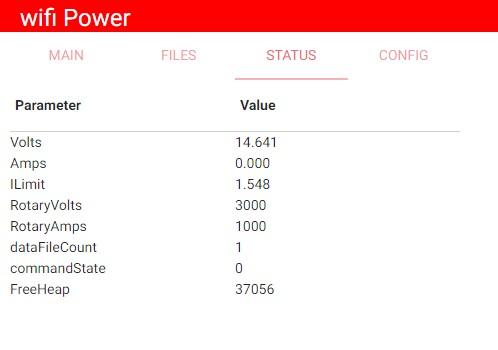 wifi Power
MAIN FILES STATUS CONFIG
Parameter Value
Volts 14.641
Amps 0.000
ILimit 1.548
RotaryVolts 3000
RotaryAmps 1000
dataFileCount 1
commandState 0
FreeHeap 37056